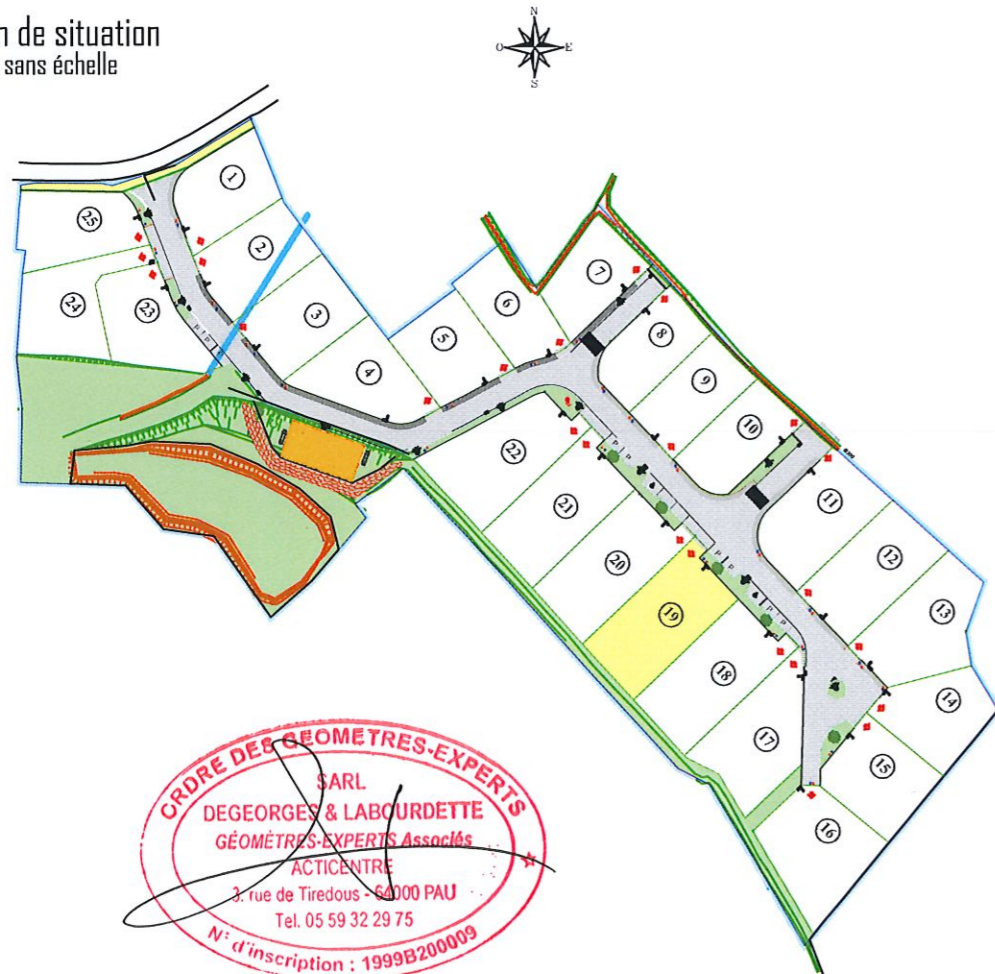 n de situation
sans échelle
N
O
E
S
1
25
2
24
23
3
7
6
5
8
4
9
10
22
11
21
12
20
19
13
18
14
17
15
16
P
P
P
P
P
P
P
P
ORDRE DES GEOMETRES-EXPERTS
SARL
DEGEORGES & LABOURDETTE
GÉOMÈTRES-EXPERTS Associés
ACTICENTRE
3. rue de Tiredous - 64000 PAU
Tel. 05 59 32 29 75
N° d'inscription : 1999B200009